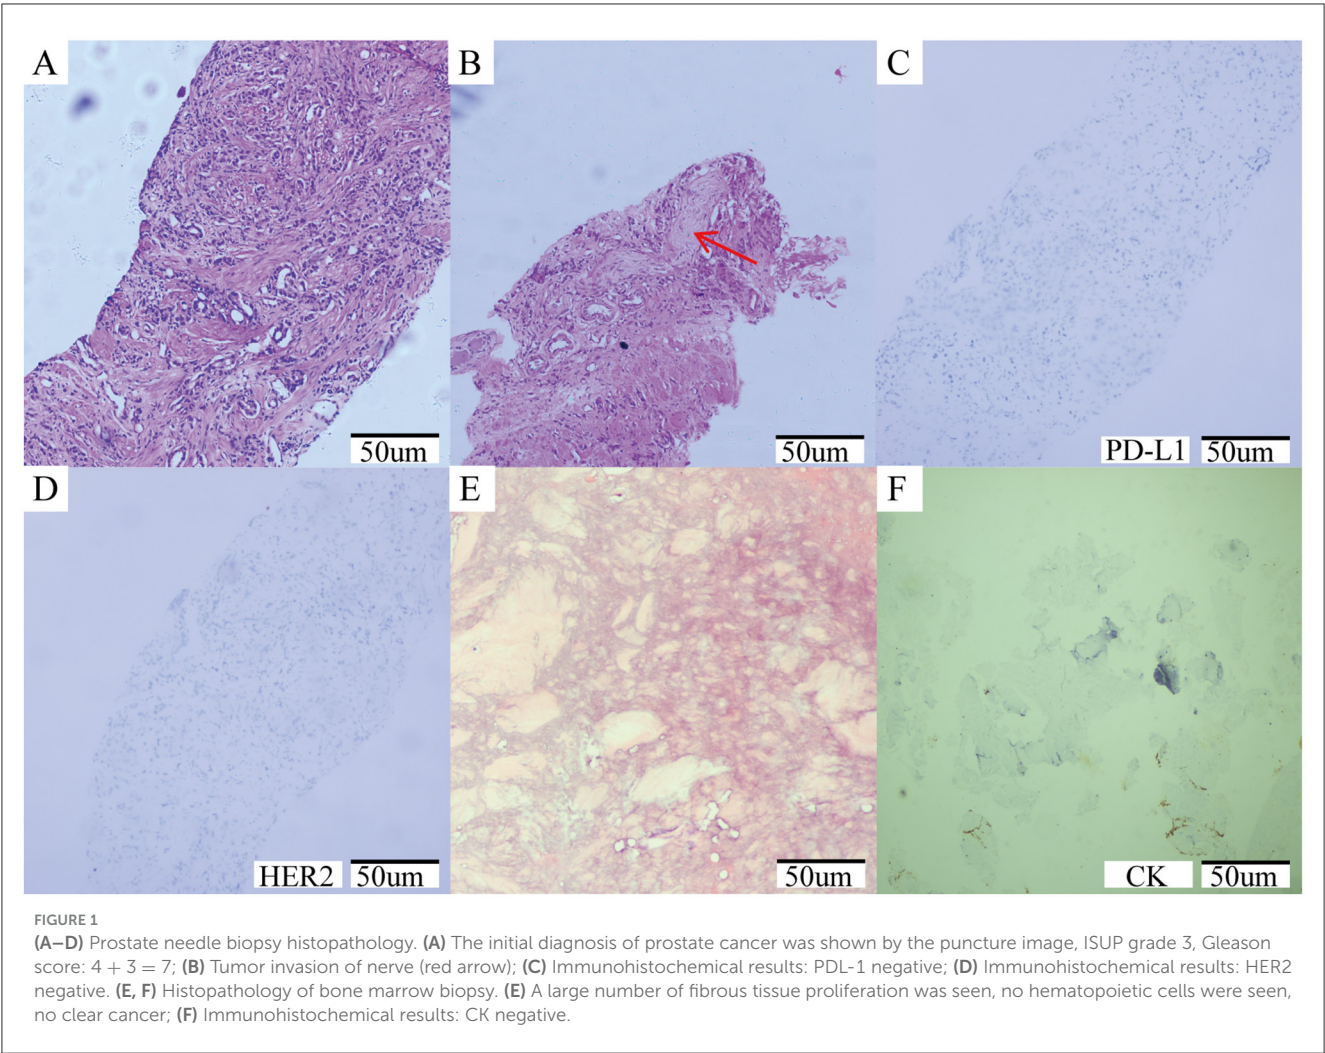 A
B
C
50um
50um
PD-L1
50um
D
E
F
HER2
50um
50um
CK
50um
FIGURE 1
(A–D) Prostate needle biopsy histopathology. (A) The initial diagnosis of prostate cancer was shown by the puncture image, ISUP grade 3, Gleason
score: 4 + 3 = 7; (B) Tumor invasion of nerve (red arrow); (C) Immunohistochemical results: PDL-1 negative; (D) Immunohistochemical results: HER2
negative. (E, F) Histopathology of bone marrow biopsy. (E) A large number of fibrous tissue proliferation was seen, no hematopoietic cells were seen,
no clear cancer; (F) Immunohistochemical results: CK negative.